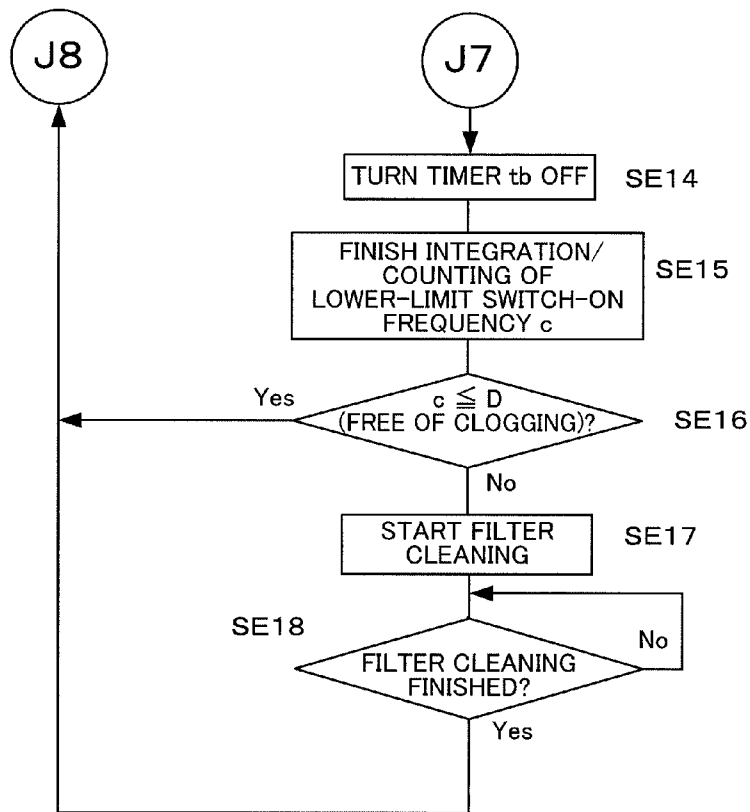 J8
J7
TURN TIMER tb OFF
SE14
FINISH INTEGRATION/
COUNTING OF
LOWER-LIMIT SWITCH-ON
FREQUENCY c
SE15
Yes
c ≦ D
(FREE OF CLOGGING)?
SE16
No
START FILTER
CLEANING
SE17
SE18
No
FILTER CLEANING
FINISHED?
Yes